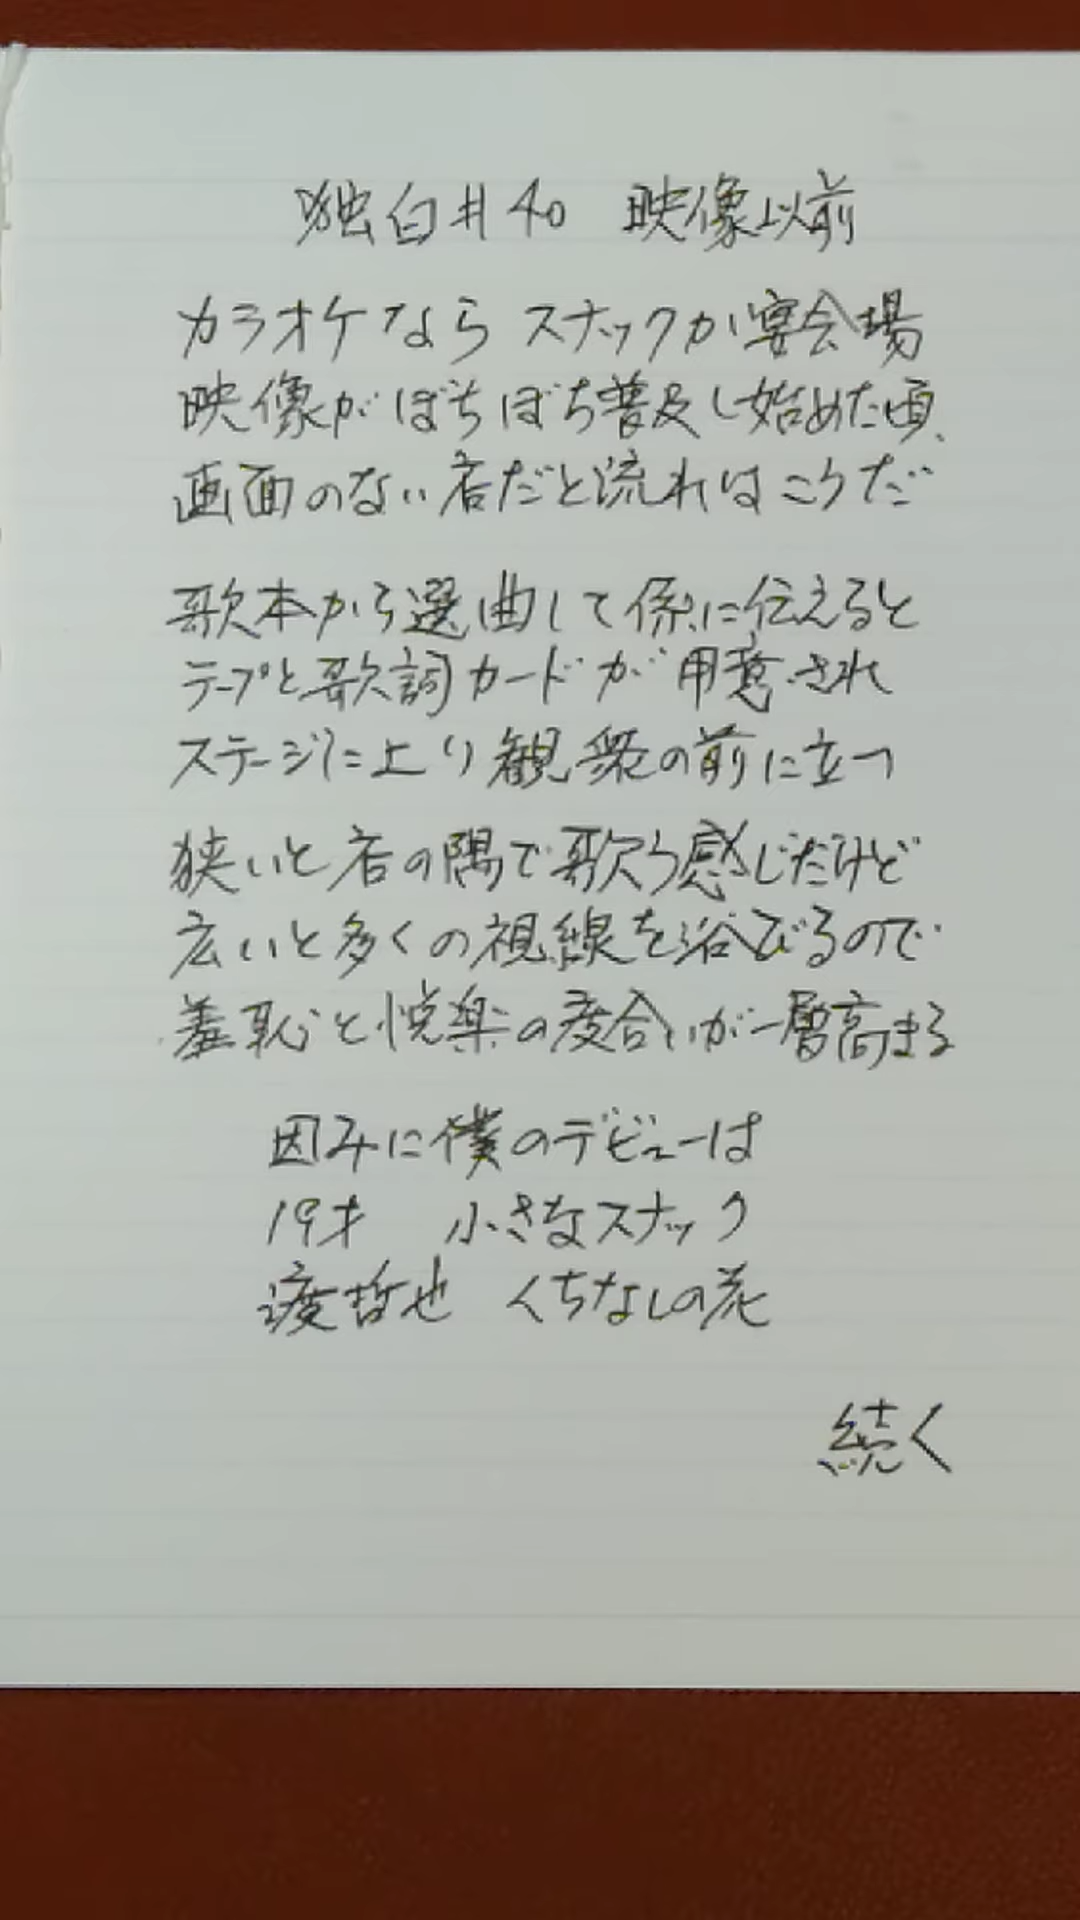 独白#40 映像以前
カラオケなら スナックか宴会場
映像がぼちぼち普及し始めた頃、
画面のない店だと流れはこうだ
歌本から選曲して係に伝えると
テープと歌詞カードが用意され
ステージに上り観衆の前に立つ
狭いと店の隅で歌う感じだけど
広いと多くの視線を浴びるので
羞恥と悦楽の度合いが一層高まる
因みに僕のデビューは
19才 小さなスナック
渡哲也 くちなしの花
続く